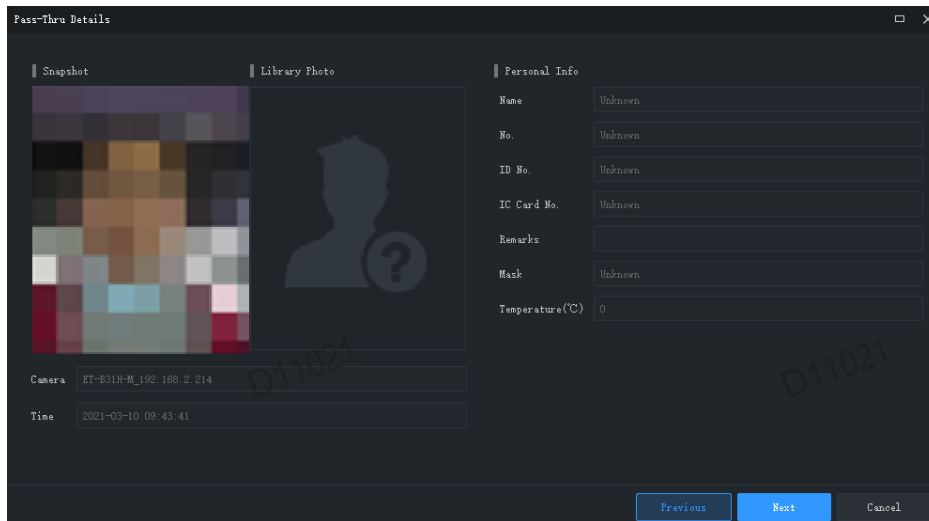 Pass-Thru Details
Snapshot
Library Photo
Personal Info
Name
Unknown
No.
Unknown
ID No.
Unknown
IC Card No.
Unknown
Remarks
Mask
Unknown
Temperature(℃)
0
?
D11021
D11021
Camera
ET-B31H-M_192.168.2.214
Time
2021-03-10 09:43:41
Previous
Next
Cancel